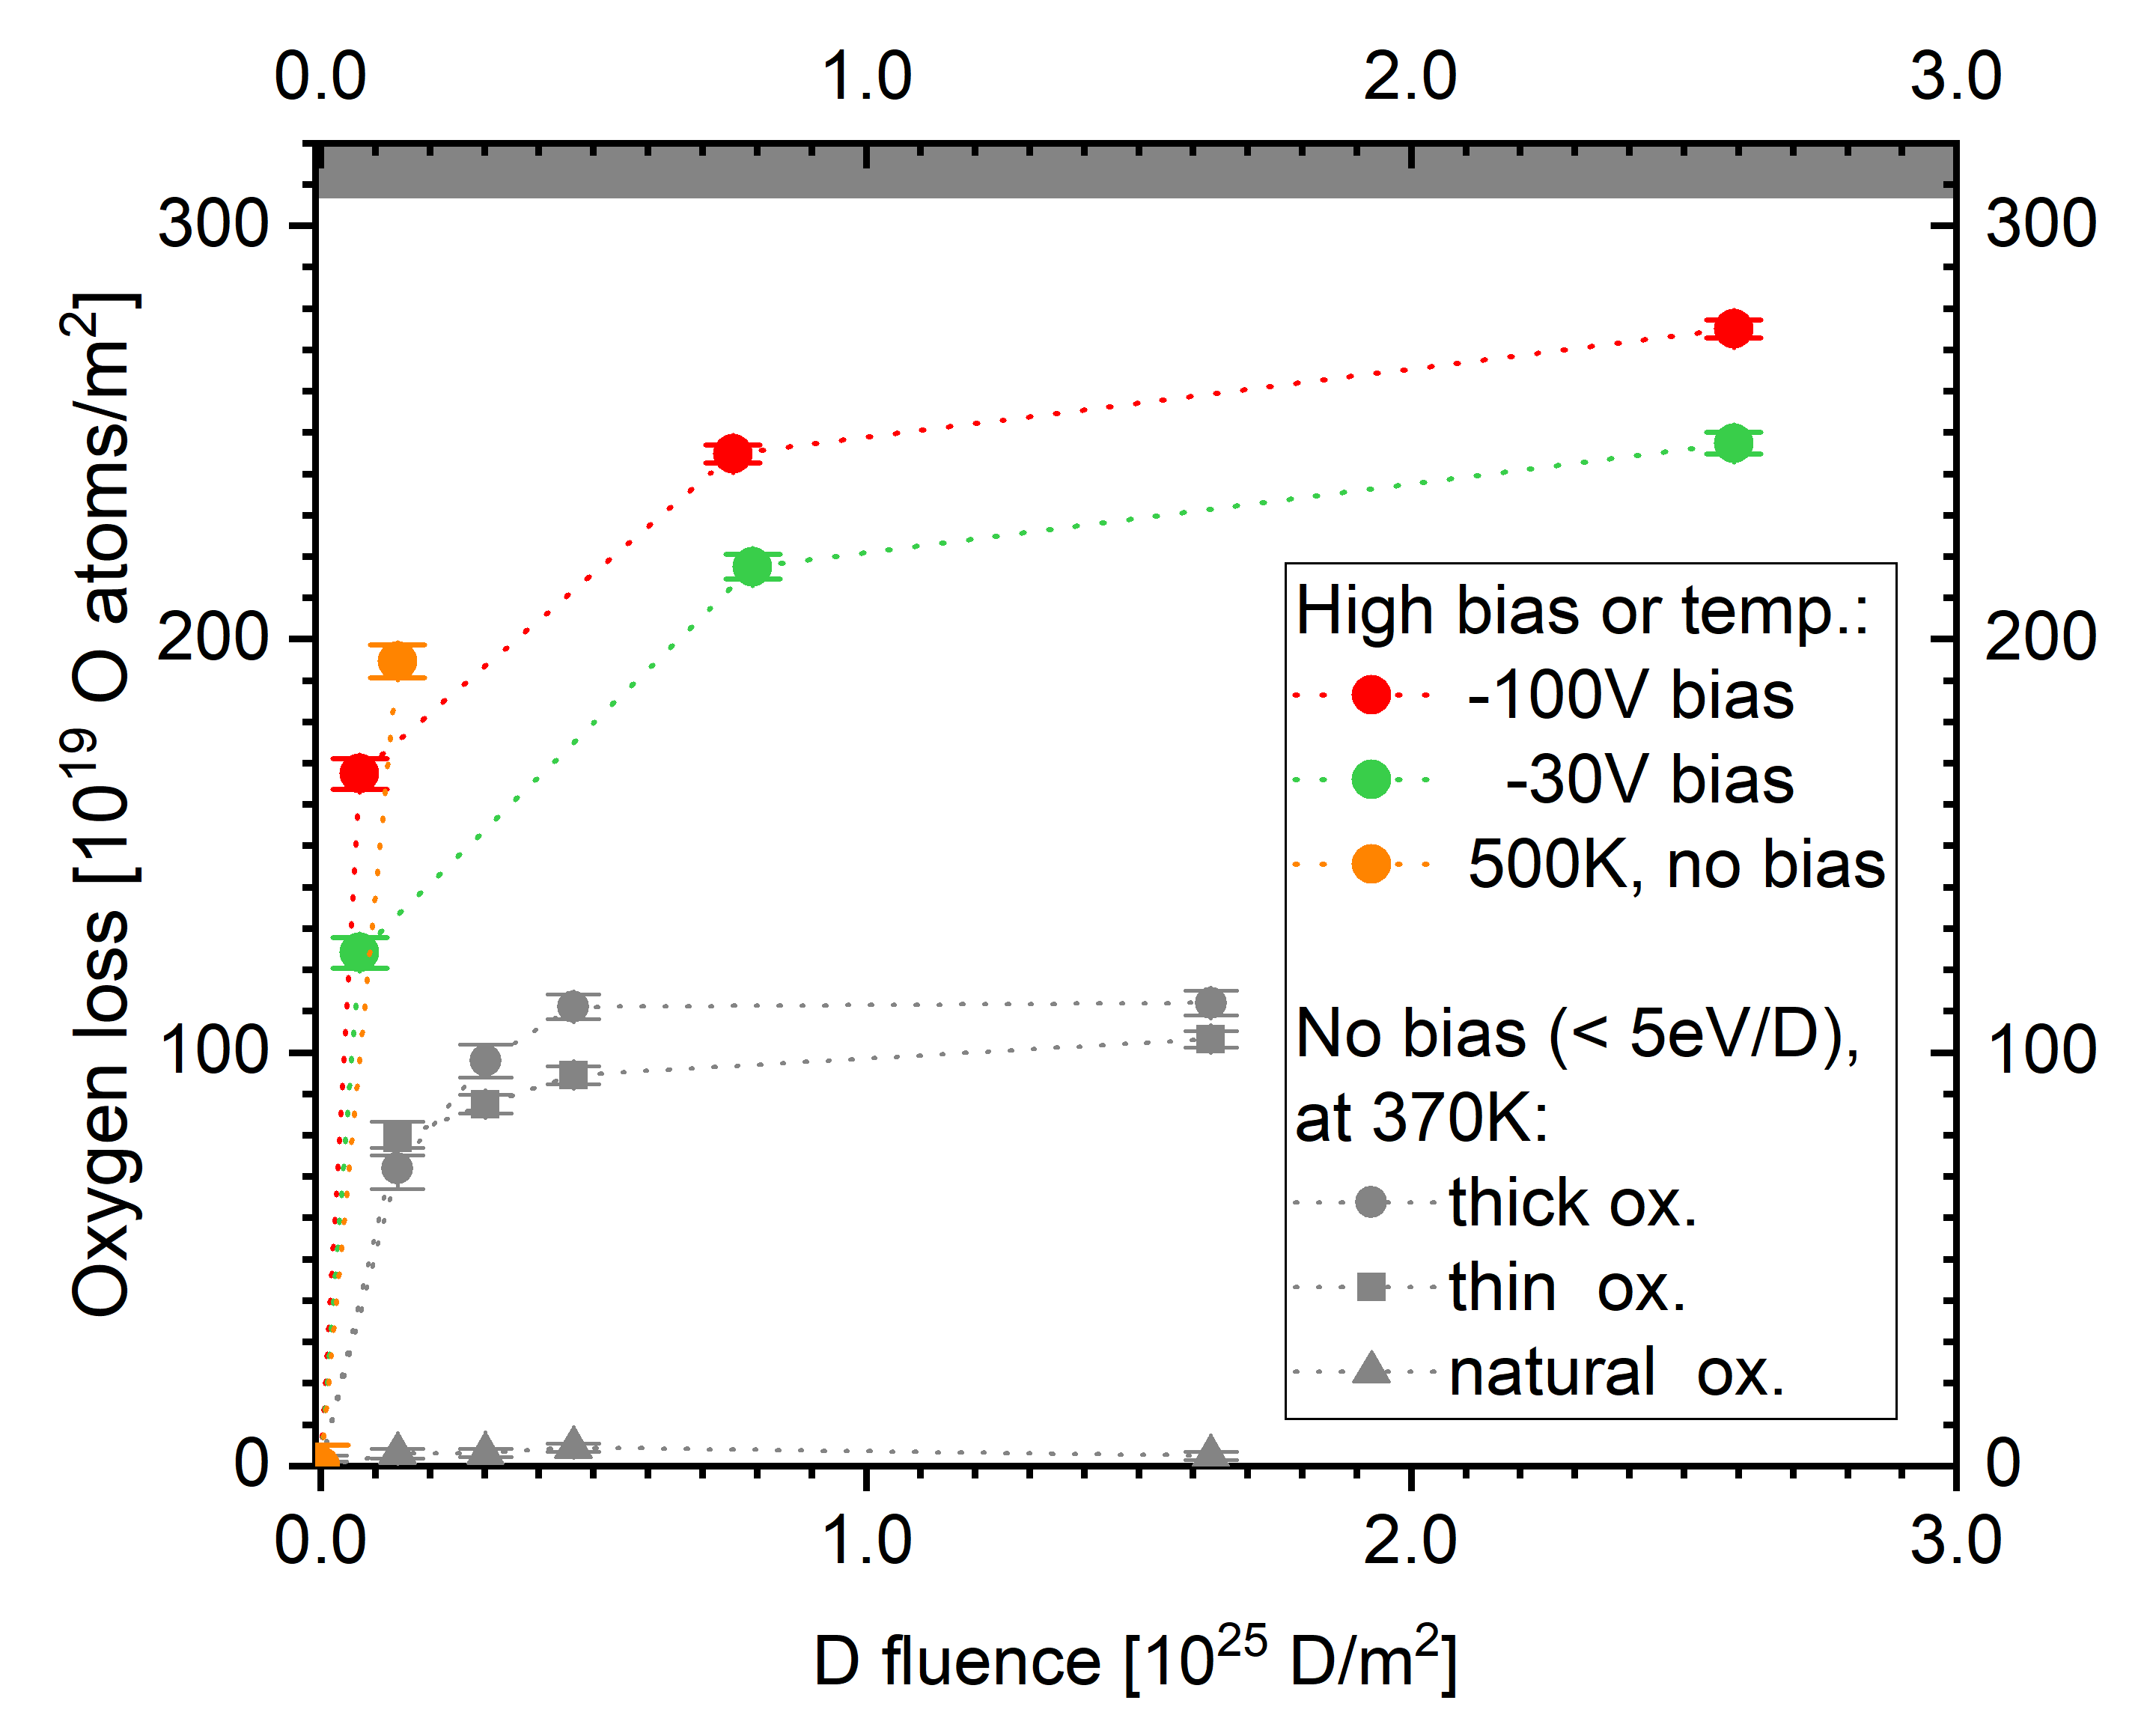 0.0 1.0 2.0 3.0
300 300
200 200
100 100
0 0
0.0 1.0 2.0 3.0
Oxygen loss [10¹⁹ O atoms/m²]
D fluence [10²⁵ D/m²]
High bias or temp.:
-100V bias
-30V bias
500K, no bias
No bias (< 5eV/D),
at 370K:
thick ox.
thin ox.
natural ox.